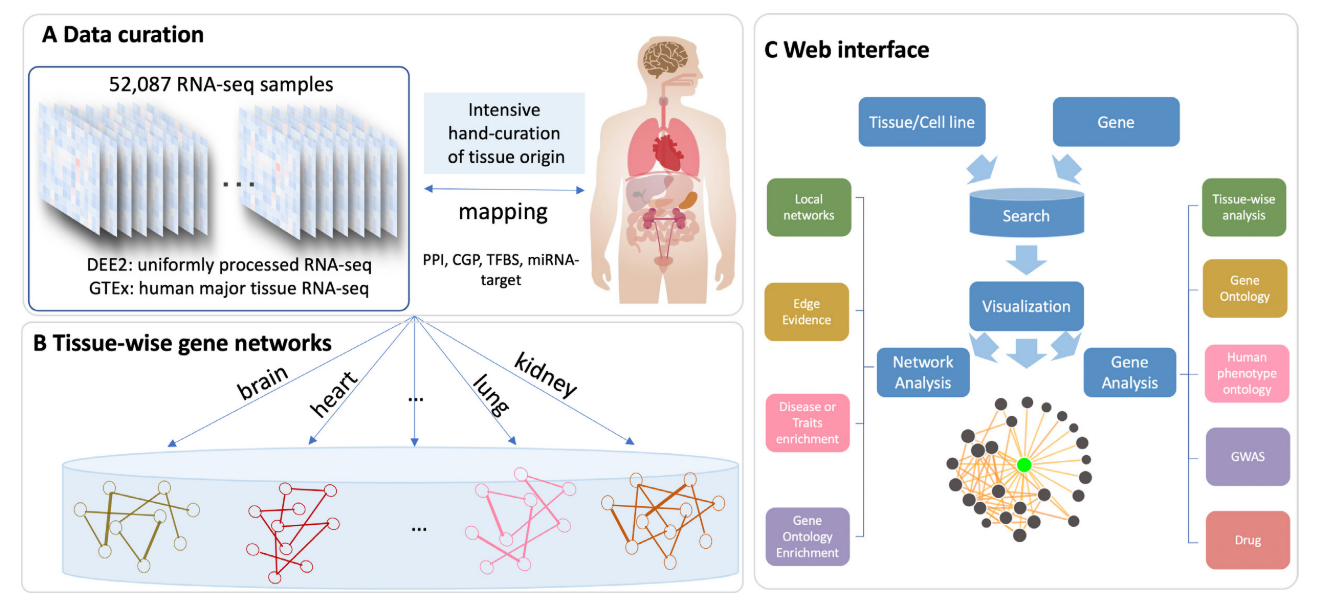 A Data curation
52,087 RNA-seq samples
...
DEE2: uniformly processed RNA-seq
GTEx: human major tissue RNA-seq
Intensive
hand-curation
of tissue origin
mapping
PPI, CGP, TFBS, miRNA-
target
B Tissue-wise gene networks
brain
heart
...
lung
kidney
...
C Web interface
Tissue/Cell line
Gene
Search
Visualization
Network
Analysis
Gene
Analysis
Local
networks
Edge
Evidence
Disease or
Traits
enrichment
Gene
Ontology
Enrichment
Tissue-wise
analysis
Gene
Ontology
Human
phenotype
ontology
GWAS
Drug